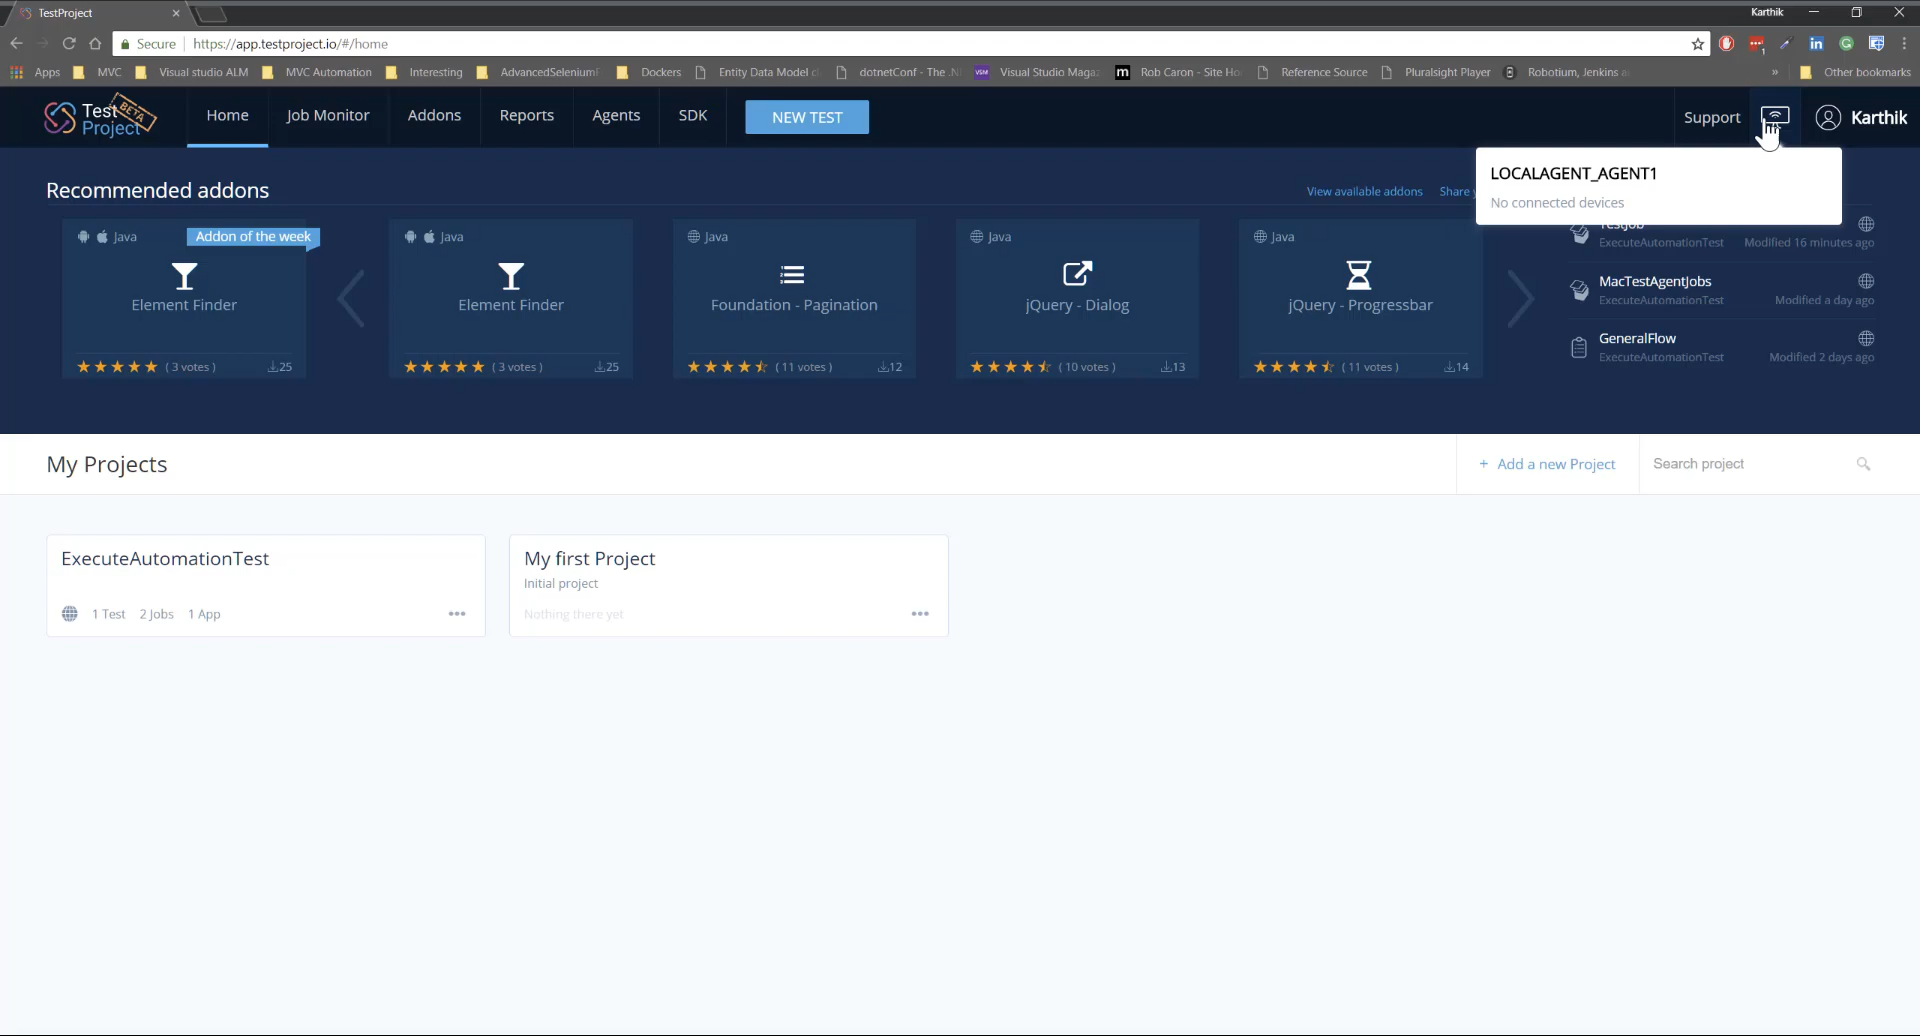 TestProject
Karthik
Secure
https://app.testproject.io/#/home
Apps
MVC
Visual studio ALM
MVC Automation
Interesting
AdvancedSelenium
Dockers
Entity Data Model
dotnetConf - The .N
Visual Studio Maga
Rob Caron - Site Ho
Reference Source
Pluralsight Player
Robotium, Jenkins
»
Other bookmarks
Test Project
BETA
Home
Job Monitor
Addons
Reports
Agents
SDK
NEW TEST
Support
Karthik
LOCALAGENT_AGENT1
No connected devices
Recommended addons
View available addons
Share
Java
Addon of the week
Element Finder
( 3 votes )
25
Java
Element Finder
( 3 votes )
25
Java
Foundation - Pagination
( 11 votes )
12
Java
jQuery - Dialog
( 10 votes )
13
Java
jQuery - Progressbar
( 11 votes )
14
TestJob
ExecuteAutomationTest
Modified 16 minutes ago
MacTestAgentJobs
ExecuteAutomationTest
Modified a day ago
GeneralFlow
ExecuteAutomationTest
Modified 2 days ago
My Projects
+ Add a new Project
Search project
ExecuteAutomationTest
1 Test 2 Jobs 1 App
My first Project
Initial project
Nothing there yet